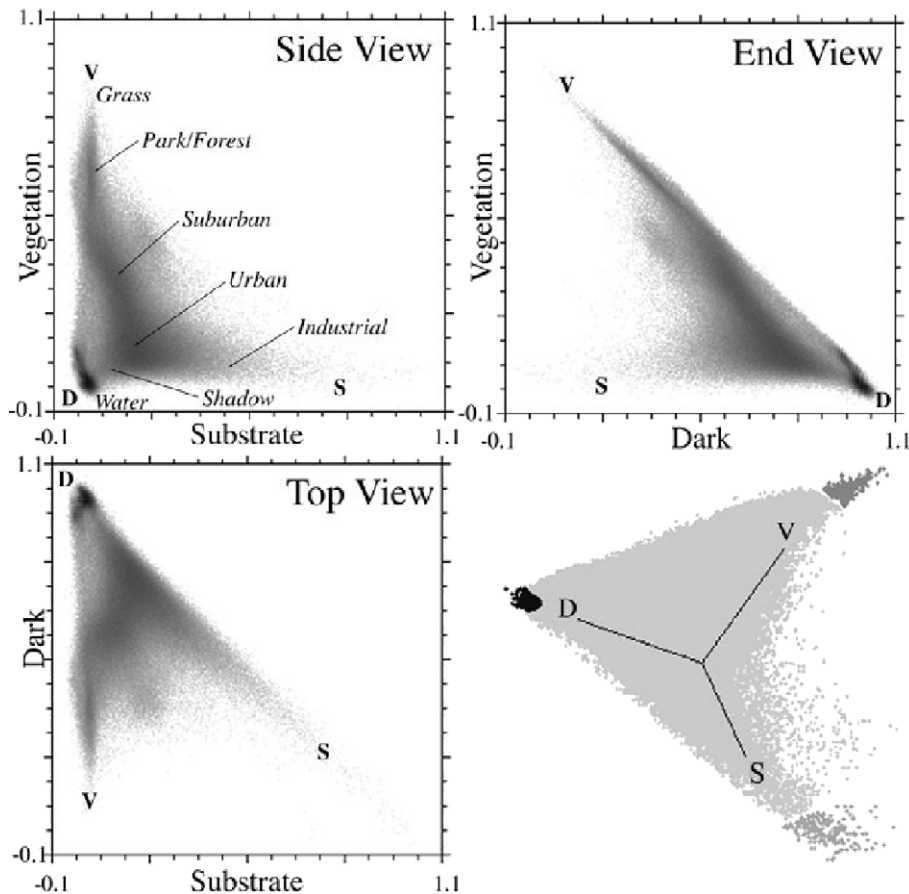 1.1
Side View
V
Grass
Park/Forest
Suburban
Urban
Industrial
S
D
Water
Shadow
Vegetation
-0.1
-0.1
Substrate
1.1
1.1
End View
V
S
D
Vegetation
-0.1
-0.1
Dark
1.1
1.1
Top View
D
S
V
Dark
-0.1
-0.1
Substrate
1.1
V
D
S